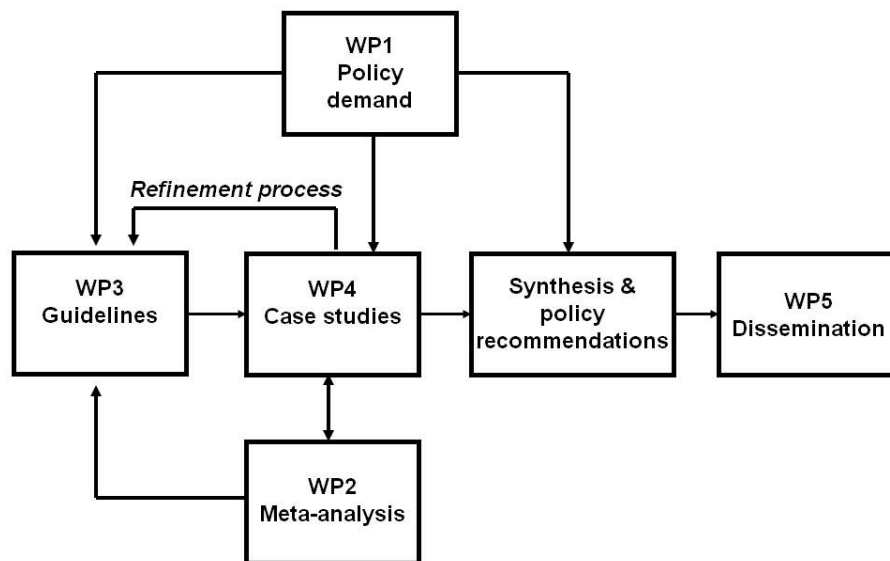 WP1
Policy
demand
Refinement process
WP3
Guidelines
WP4
Case studies
Synthesis &
policy
recommendations
WP5
Dissemination
WP2
Meta-analysis